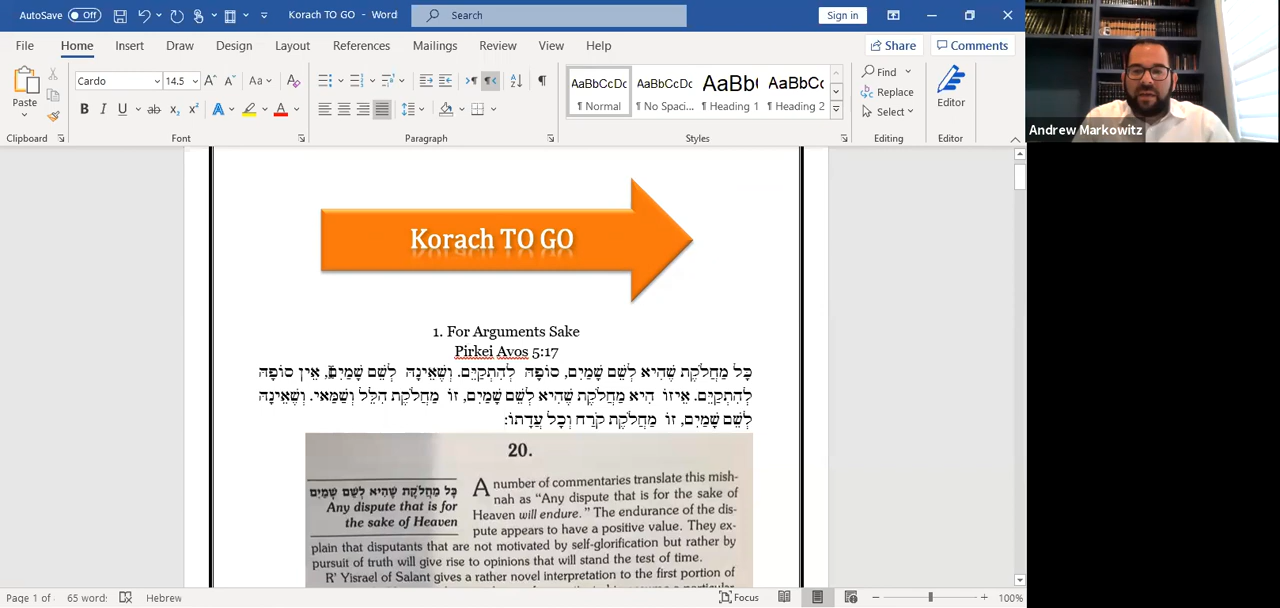 AutoSave Off Korach TO GO - Word Search Sign in
File Home Insert Draw Design Layout References Mailings Review View Help Share Comments
Paste Cardo 14.5 Aa AaBbCcDc AaBbCcDc AaBbC AaBbCc Find Replace Select Editor
¶ Normal ¶ No Spaci... Heading 1 Heading 2
Clipboard Font Paragraph Styles Editing Editor
Andrew Markowitz
Korach TO GO
1. For Arguments Sake
Pirkei Avos 5:17
כָּל מַחֲלֹקֶת שֶׁהִיא לְשֵׁם שָׁמַיִם, סוֹפָהּ לְהִתְקַיֵּם. וְשֶׁאֵינָהּ לְשֵׁם שָׁמַיִם, אֵין סוֹפָהּ
לְהִתְקַיֵּם. אֵיזוֹ הִיא מַחֲלֹקֶת שֶׁהִיא לְשֵׁם שָׁמַיִם, זוֹ מַחֲלֹקֶת הִלֵּל וְשַׁמַּאי. וְשֶׁאֵינָהּ
לְשֵׁם שָׁמַיִם, זוֹ מַחֲלֹקֶת קֹרַח וְכָל עֲדָתוֹ:
20.
כָּל מַחֲלֹקֶת שֶׁהִיא לְשֵׁם שָׁמַיִם
Any dispute that is for
the sake of Heaven
A number of commentaries translate this mish-
nah as “Any dispute that is for the sake of
Heaven will endure.” The endurance of the dis-
pute appears to have a positive value. They ex-
plain that disputants that are not motivated by self-glorification but rather by
pursuit of truth will give rise to opinions that will stand the test of time.
R’ Yisrael of Salant gives a rather novel interpretation to the first portion of
Page 1 of 65 words Hebrew Focus 100%